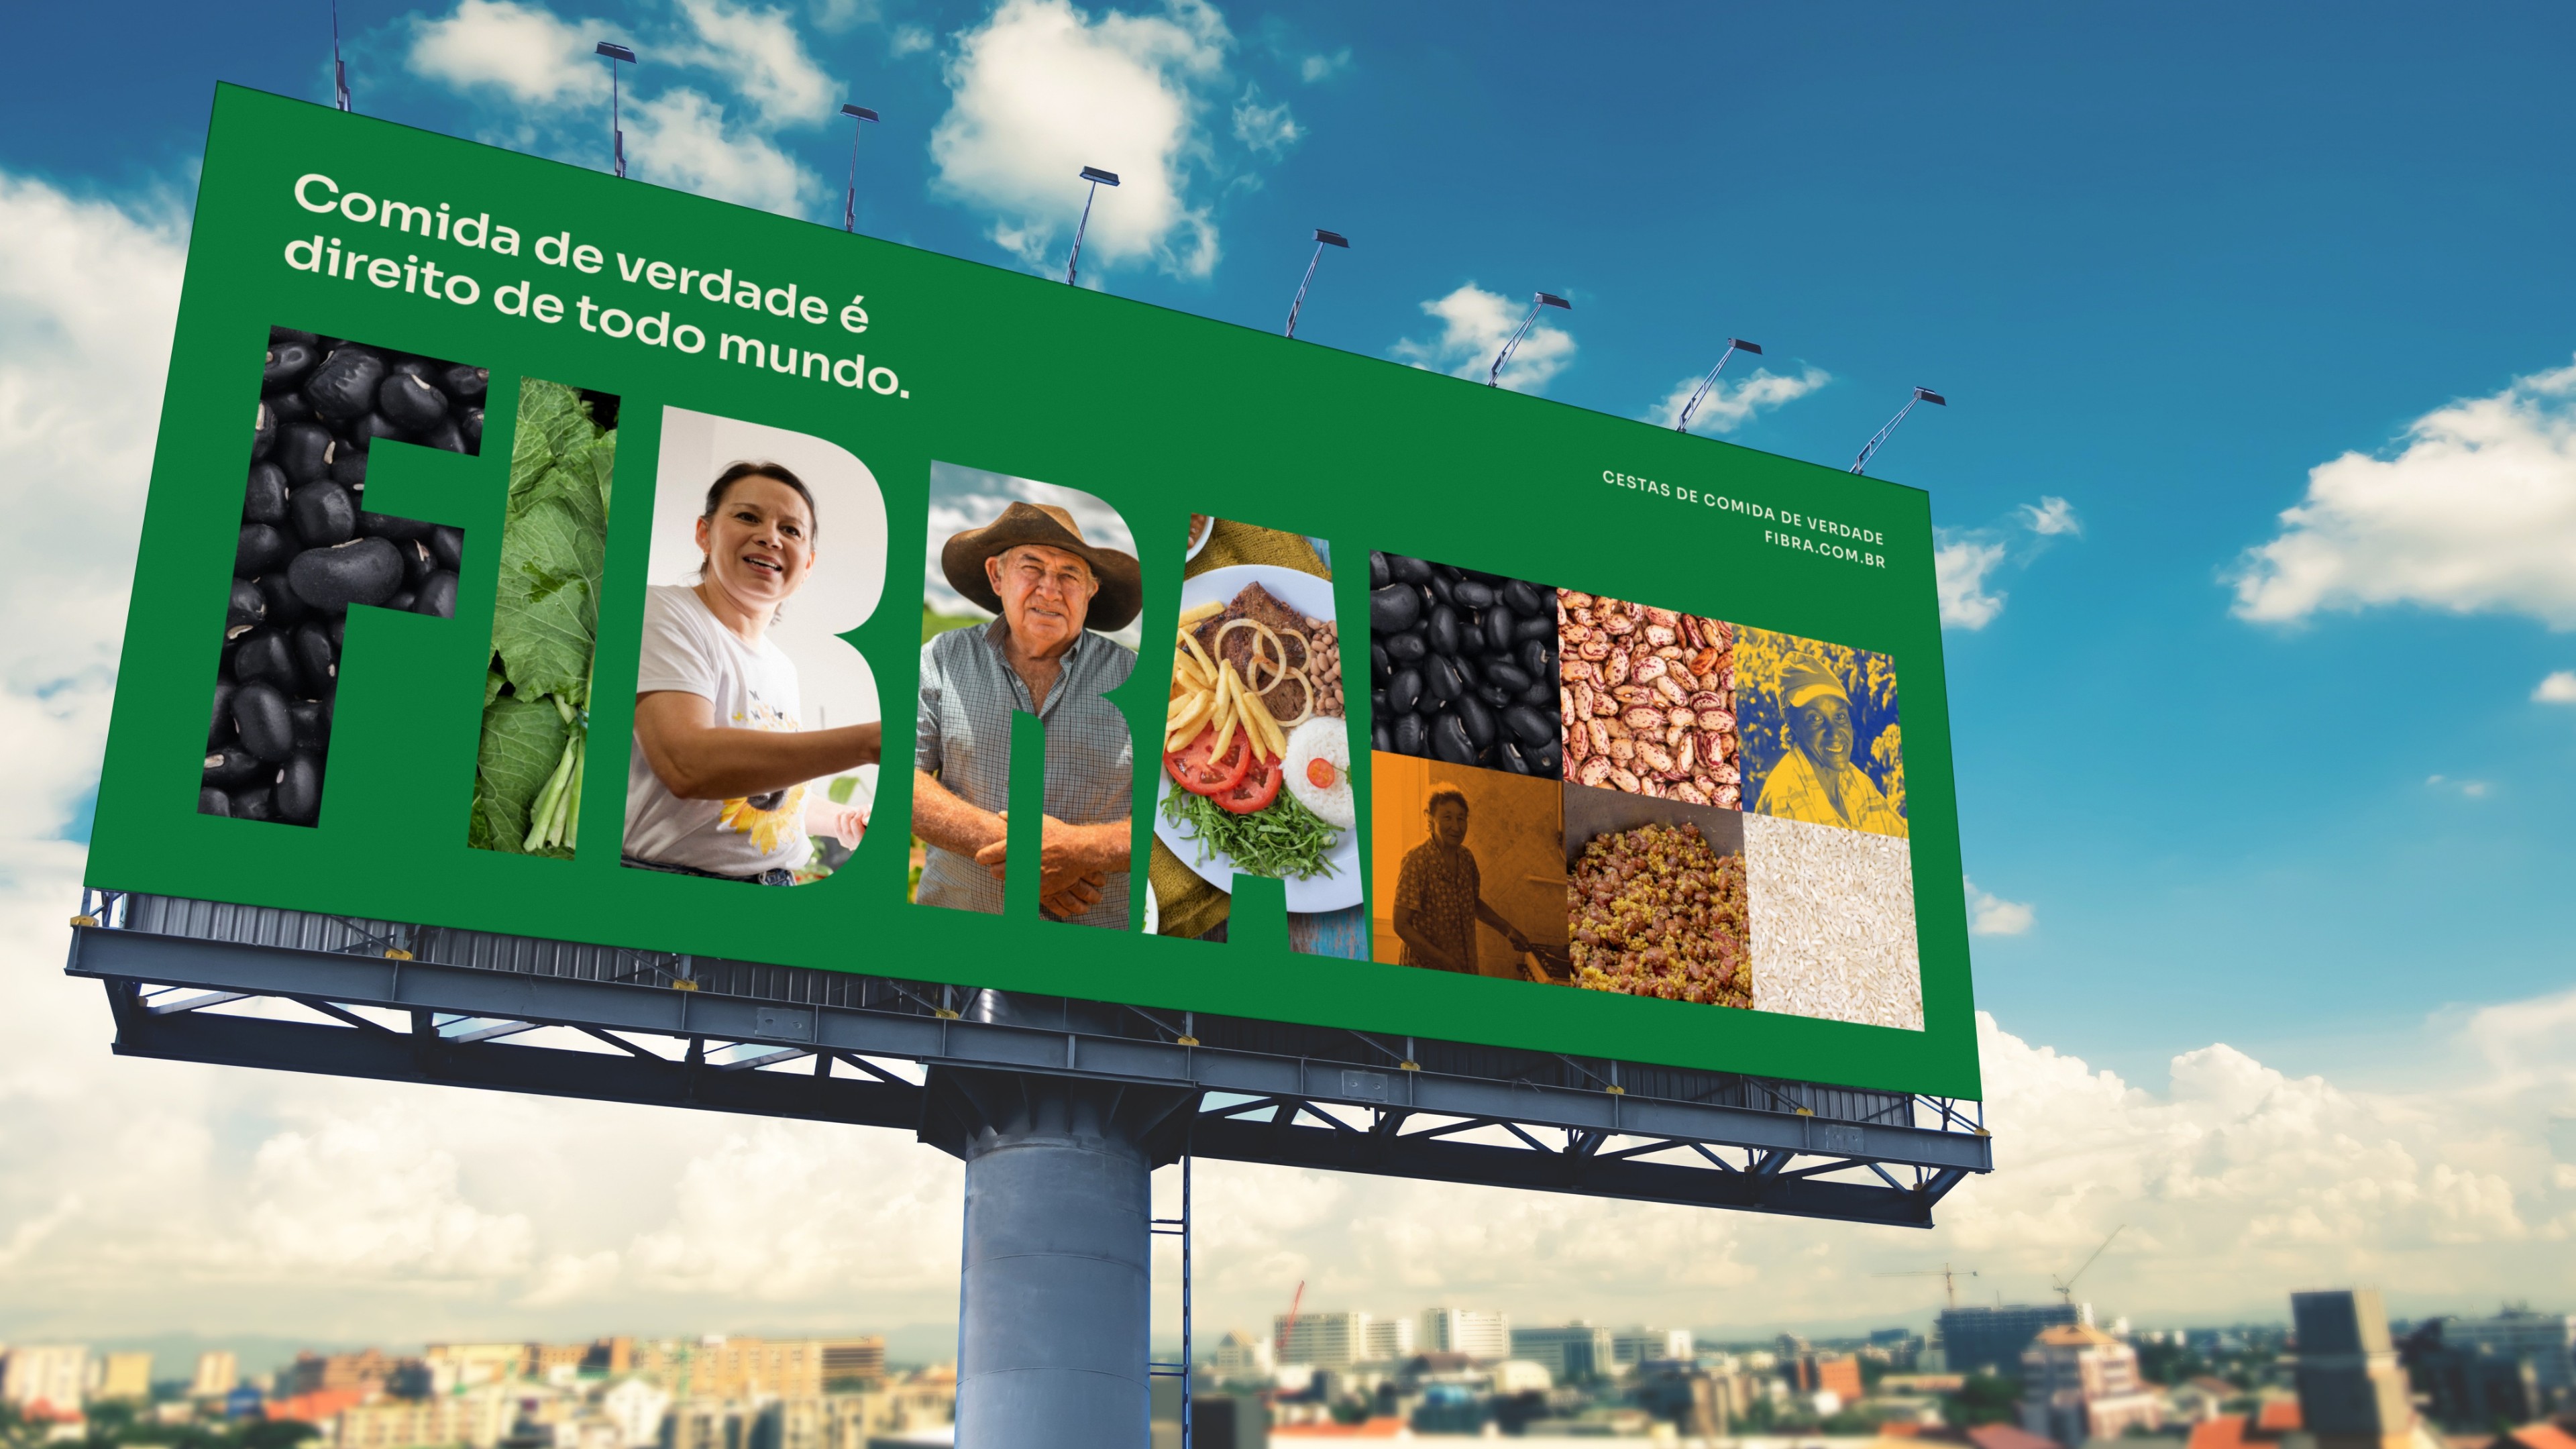 Comida de verdade é
direito de todo mundo.
FIBRA
CESTAS DE COMIDA DE VERDADE
FIBRA.COM.BR